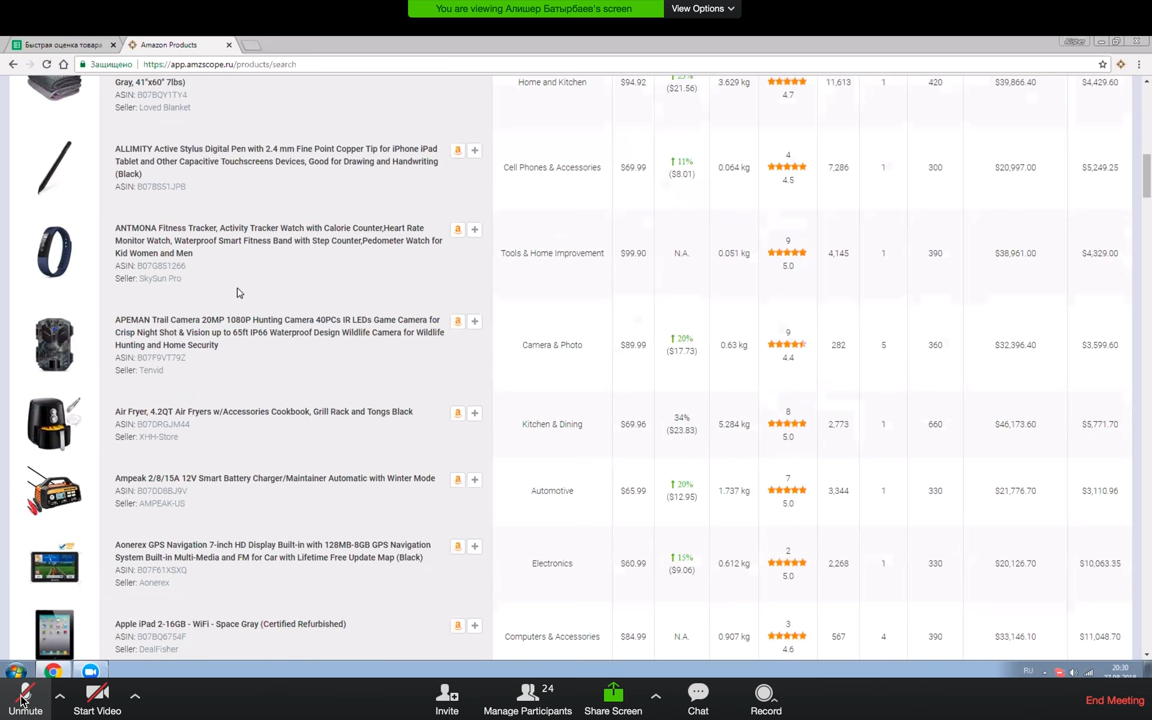 You are viewing Алишер Батырбаев's screen View Options
Быстрая оценка товара Amazon Products
Защищено https://app.amzscope.ru/products/search
Gray, 41"x60" 7lbs)
ASIN: B07BQY1TY4
Seller: Loved Blanket
Home and Kitchen $94.92 ($21.56) 3.629 kg 4.7 11,613 1 420 $39,866.40 $4,429.60
ALLIMITY Active Stylus Digital Pen with 2.4 mm Fine Point Copper Tip for iPhone iPad
Tablet and Other Capacitive Touchscreens Devices, Good for Drawing and Handwriting
(Black)
ASIN: B078S51JPB
Cell Phones & Accessories $69.99 11% ($8.01) 0.064 kg 4 4.5 7,286 1 300 $20,997.00 $5,249.25
ANTMONA Fitness Tracker, Activity Tracker Watch with Calorie Counter,Heart Rate
Monitor Watch, Waterproof Smart Fitness Band with Step Counter,Pedometer Watch for
Kid Women and Men
ASIN: B07G851266
Seller: SkySun Pro
Tools & Home Improvement $99.90 N.A. 0.051 kg 9 5.0 4,145 1 390 $38,961.00 $4,329.00
APEMAN Trail Camera 20MP 1080P Hunting Camera 40PCs IR LEDs Game Camera for
Crisp Night Shot & Vision up to 65ft IP66 Waterproof Design Wildlife Camera for Wildlife
Hunting and Home Security
ASIN: B07F9VT79Z
Seller: Tenvid
Camera & Photo $89.99 20% ($17.73) 0.63 kg 9 4.4 282 5 360 $32,396.40 $3,599.60
Air Fryer, 4.2QT Air Fryers w/Accessories Cookbook, Grill Rack and Tongs Black
ASIN: B07DRGJM44
Seller: XHH-Store
Kitchen & Dining $69.96 34% ($23.83) 5.284 kg 8 5.0 2,773 1 660 $46,173.60 $5,771.70
Ampeak 2/8/15A 12V Smart Battery Charger/Maintainer Automatic with Winter Mode
ASIN: B07DD8BJ9V
Seller: AMPEAK-US
Automotive $65.99 20% ($12.95) 1.737 kg 7 5.0 3,344 1 330 $21,776.70 $3,110.96
Aonerex GPS Navigation 7-inch HD Display Built-in with 128MB-8GB GPS Navigation
System Built-in Multi-Media and FM for Car with Lifetime Free Update Map (Black)
ASIN: B07F61XSXQ
Seller: Aonerex
Electronics $60.99 15% ($9.06) 0.612 kg 2 5.0 2,268 1 330 $20,126.70 $10,063.35
Apple iPad 2-16GB - WiFi - Space Gray (Certified Refurbished)
ASIN: B07BQ6754F
Seller: DealFisher
Computers & Accessories $84.99 N.A. 0.907 kg 3 4.6 567 4 390 $33,146.10 $11,048.70
RU 20:30
27.08.2018
24
Unmute Start Video Invite Manage Participants Share Screen Chat Record End Meeting